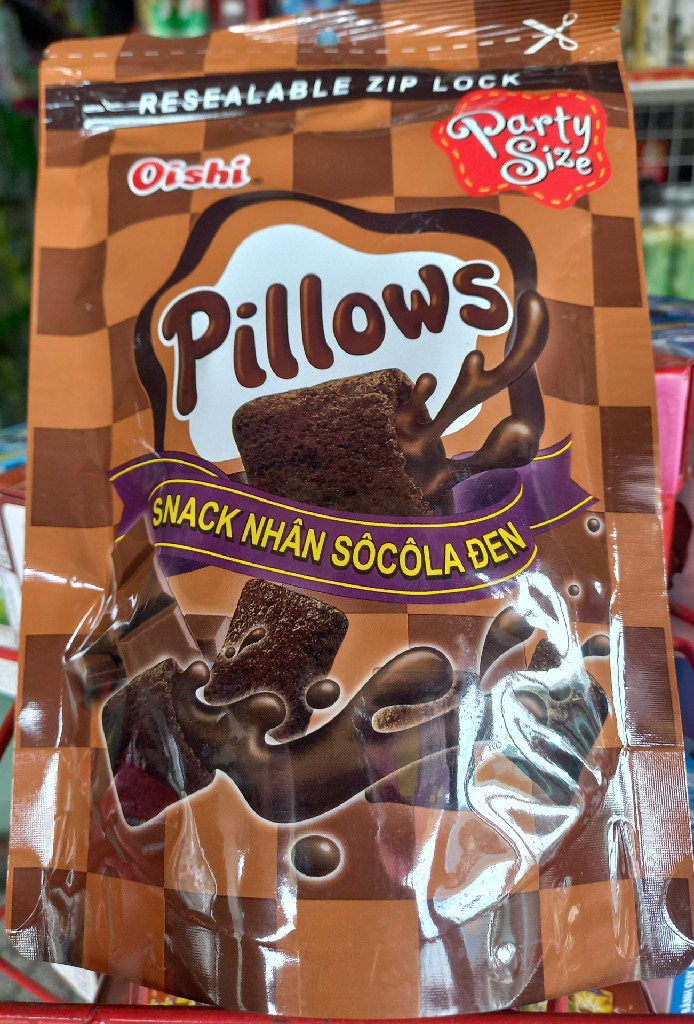 RESEALABLE ZIP LOCK
Party
Size
Oishi
Pillows
SNACK NHÂN SÔCÔLA ĐEN